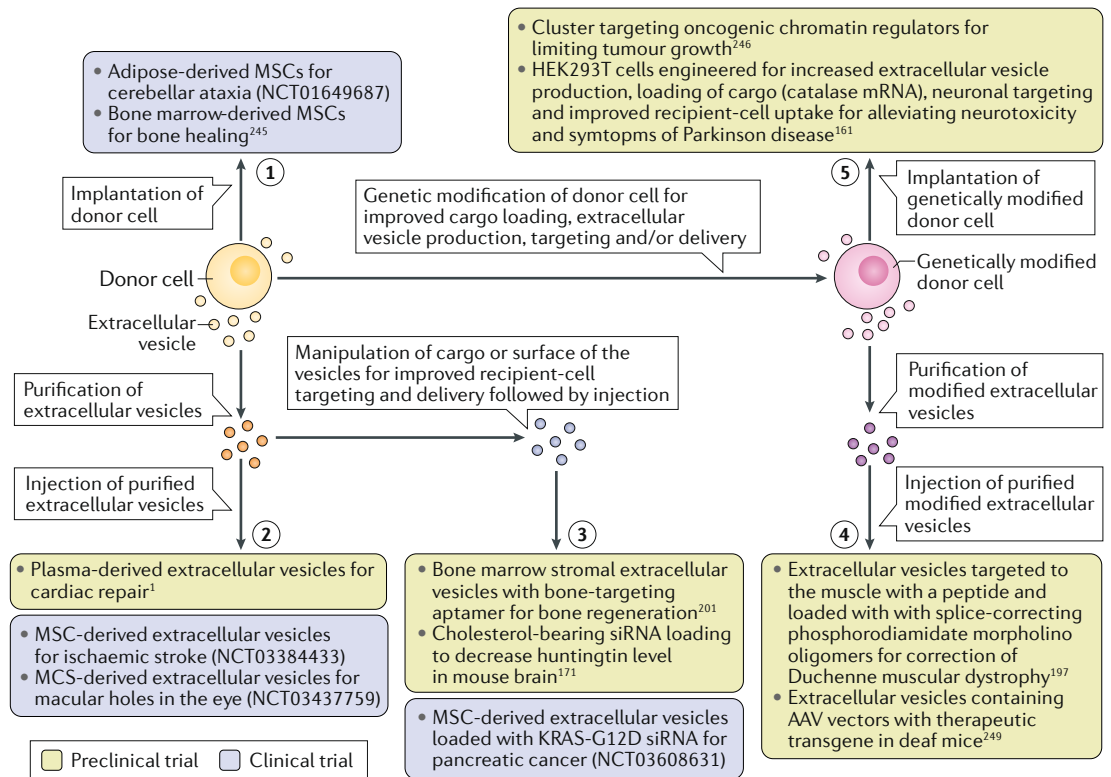 • Adipose-derived MSCs for
cerebellar ataxia (NCT01649687)
• Bone marrow-derived MSCs
for bone healing²⁴⁵
• Cluster targeting oncogenic chromatin regulators for
limiting tumour growth²⁴⁶
• HEK293T cells engineered for increased extracellular vesicle
production, loading of cargo (catalase mRNA), neuronal targeting
and improved recipient-cell uptake for alleviating neurotoxicity
and symtopms of Parkinson disease¹⁶¹
1
5
Implantation of
donor cell
Genetic modification of donor cell for
improved cargo loading, extracellular
vesicle production, targeting and/or delivery
Implantation of
genetically modified
donor cell
Donor cell
Genetically modified
donor cell
Extracellular
vesicle
Manipulation of cargo or surface of the
vesicles for improved recipient-cell
targeting and delivery followed by injection
Purification of
extracellular vesicles
Purification of
modified extracellular
vesicles
Injection of purified
extracellular vesicles
Injection of purified
modified extracellular
vesicles
2
3
4
• Plasma-derived extracellular vesicles for
cardiac repair¹
• MSC-derived extracellular vesicles
for ischaemic stroke (NCT03384433)
• MCS-derived extracellular vesicles for
macular holes in the eye (NCT03437759)
• Bone marrow stromal extracellular
vesicles with bone-targeting
aptamer for bone regeneration²⁰¹
• Cholesterol-bearing siRNA loading
to decrease huntingtin level
in mouse brain¹⁷¹
• MSC-derived extracellular vesicles
loaded with KRAS-G12D siRNA for
pancreatic cancer (NCT03608631)
• Extracellular vesicles targeted to
the muscle with a peptide and
loaded with with splice-correcting
phosphorodiamidate morpholino
oligomers for correction of
Duchenne muscular dystrophy¹⁹⁷
• Extracellular vesicles containing
AAV vectors with therapeutic
transgene in deaf mice²⁴⁹
Preclinical trial
Clinical trial